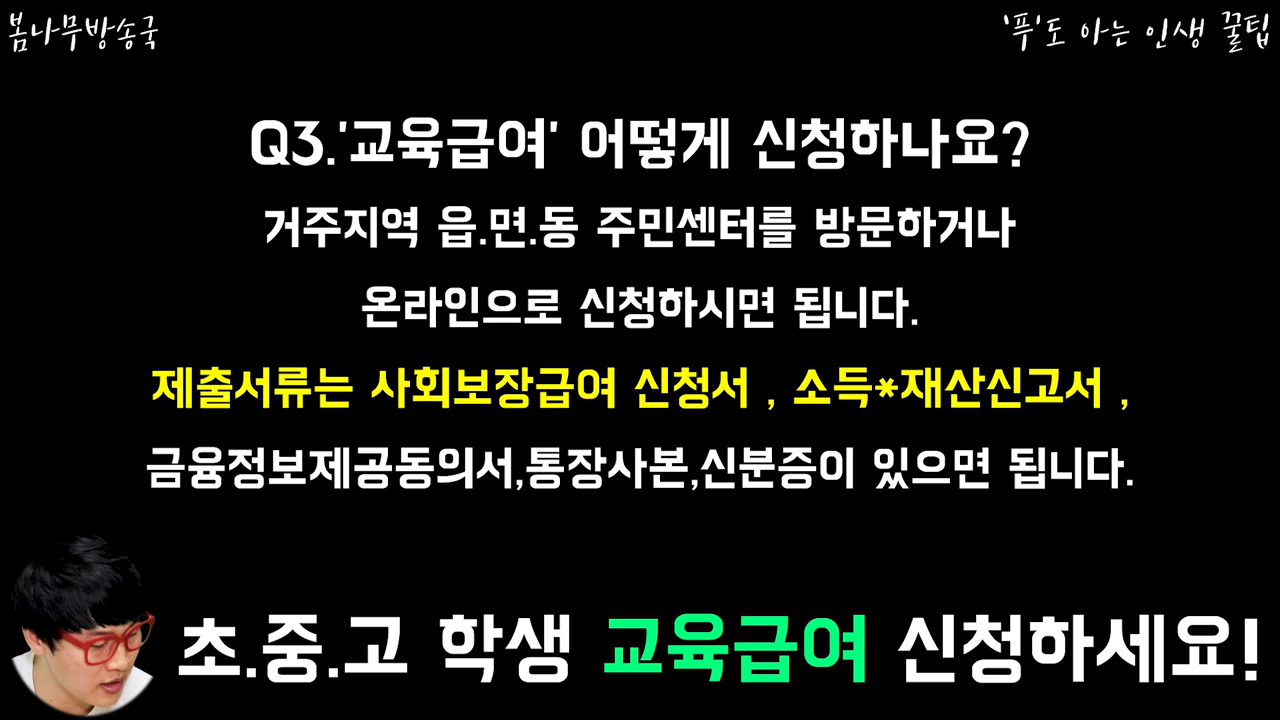 봄나무방송국
'푸'도 아는 인생 꿀팁
Q3.'교육급여' 어떻게 신청하나요?
거주지역 읍.면.동 주민센터를 방문하거나
온라인으로 신청하시면 됩니다.
제출서류는 사회보장급여 신청서 , 소득*재산신고서 ,
금융정보제공동의서,통장사본,신분증이 있으면 됩니다.
초.중.고 학생 교육급여 신청하세요!